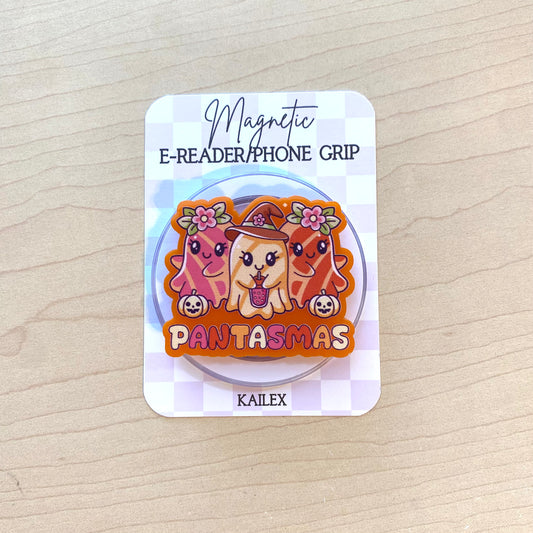 Magnetic
E-READER/PHONE GRIP
PANTASMAS
KAILEX